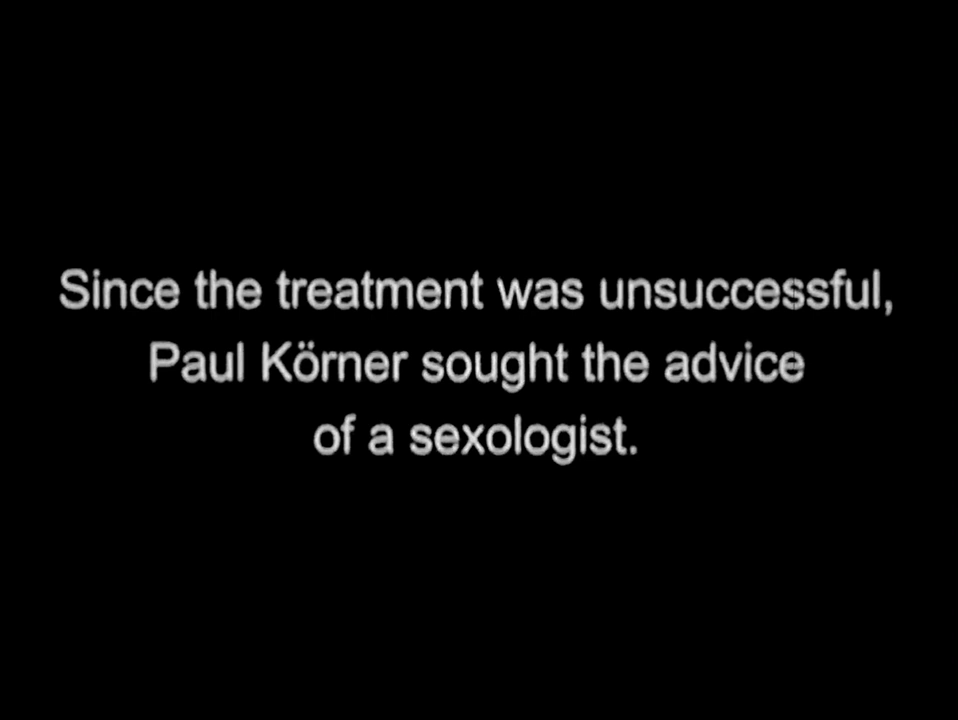 Since the treatment was unsuccessful,
Paul Körner sought the advice
of a sexologist.